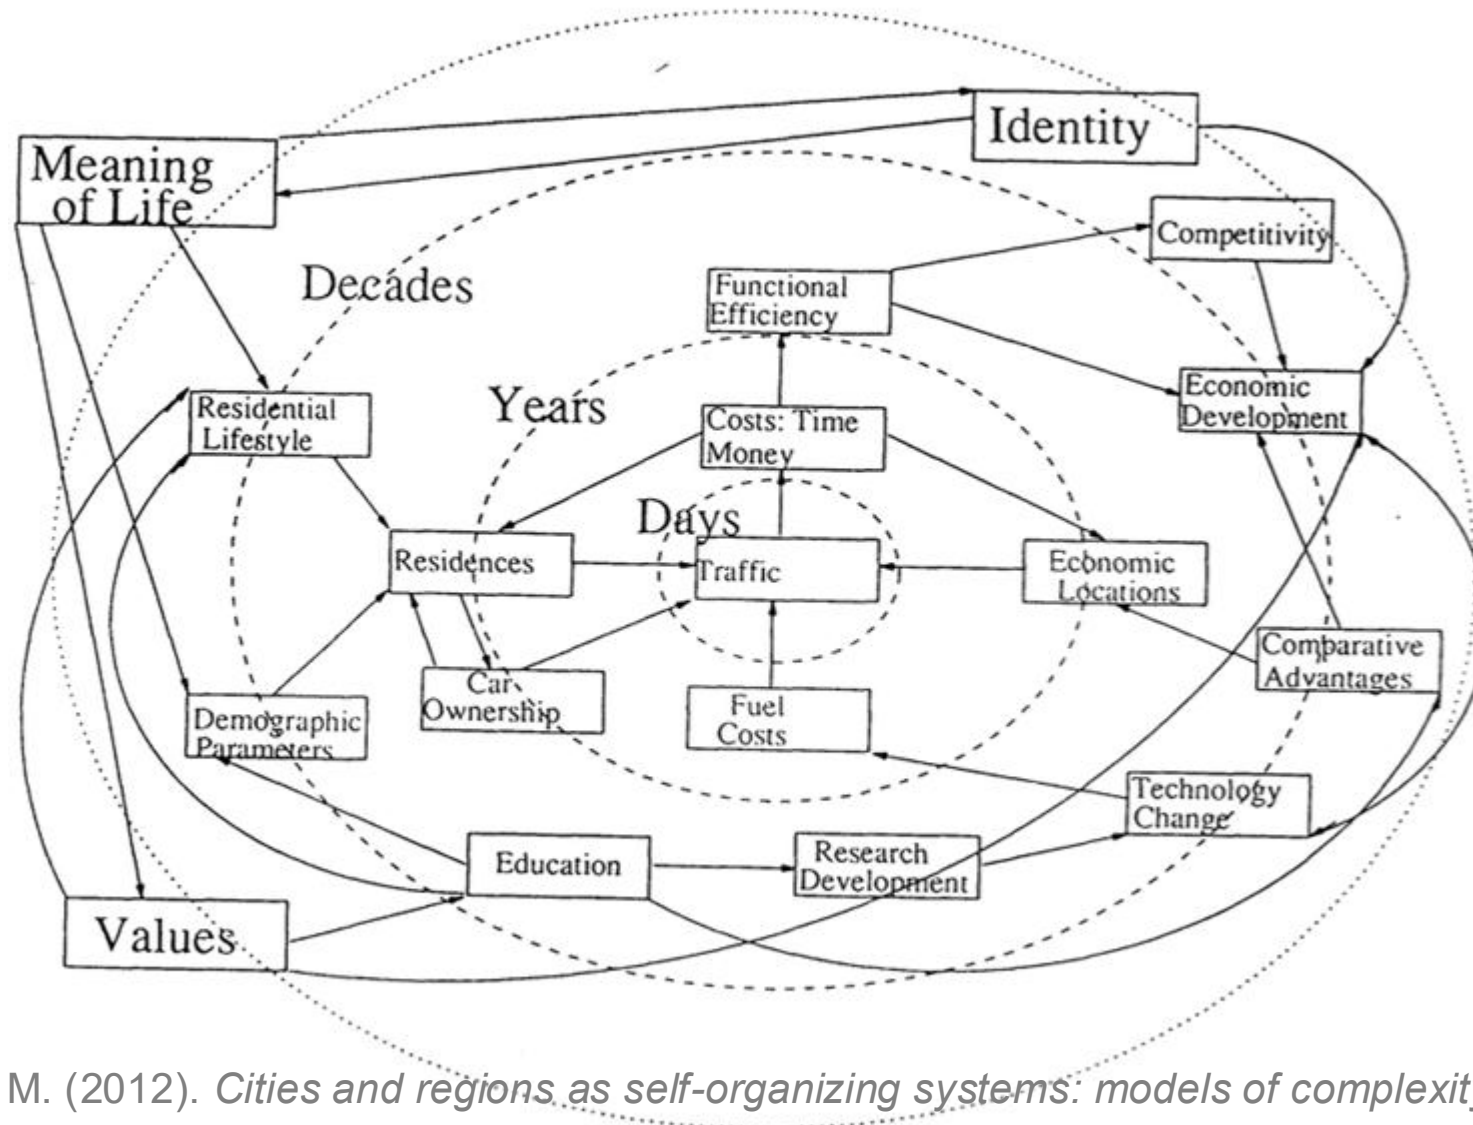 Identity
Meaning
of Life
Competitivity
Decades
Functional
Efficiency
Economic
Development
Residential
Lifestyle
Years
Costs: Time
Money
Days
Residences
Traffic
Economic
Locations
Comparative
Advantages
Car
Ownership
Fuel
Costs
Demographic
Parameters
Technology
Change
Education
Research
Development
Values
M. (2012). Cities and regions as self-organizing systems: models of complexity